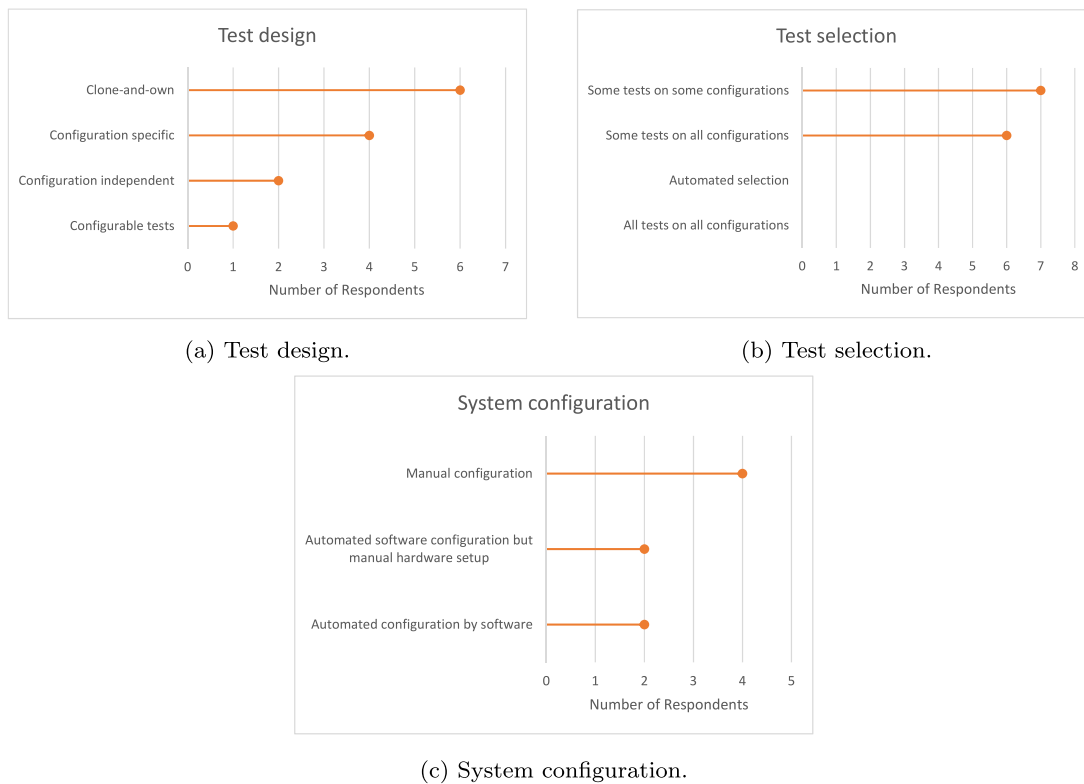 Test design
Clone-and-own
Configuration specific
Configuration independent
Configurable tests
0 1 2 3 4 5 6 7
Number of Respondents
(a) Test design.
Test selection
Some tests on some configurations
Some tests on all configurations
Automated selection
All tests on all configurations
0 1 2 3 4 5 6 7 8
Number of Respondents
(b) Test selection.
System configuration
Manual configuration
Automated software configuration but
manual hardware setup
Automated configuration by software
0 1 2 3 4 5
Number of Respondents
(c) System configuration.